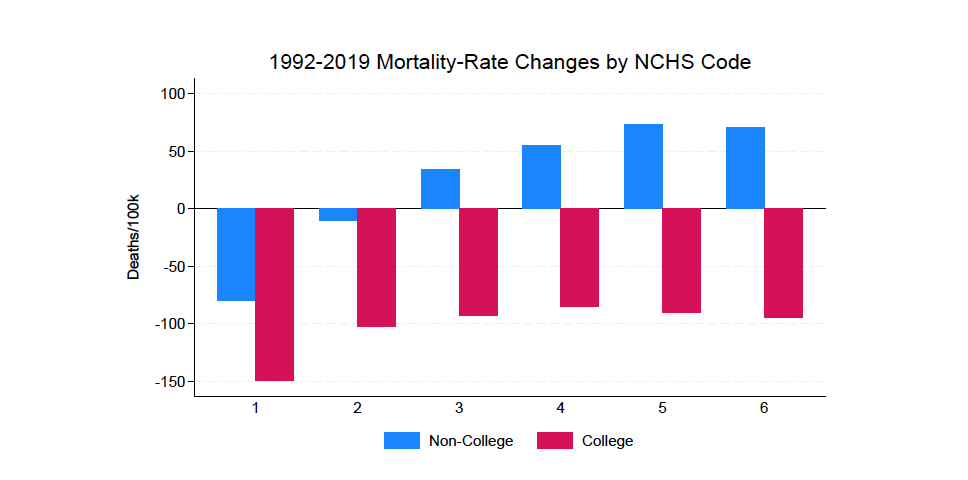 1992-2019 Mortality-Rate Changes by NCHS Code
Deaths/100k
100
50
0
-50
-100
-150
1 2 3 4 5 6
Non-College College